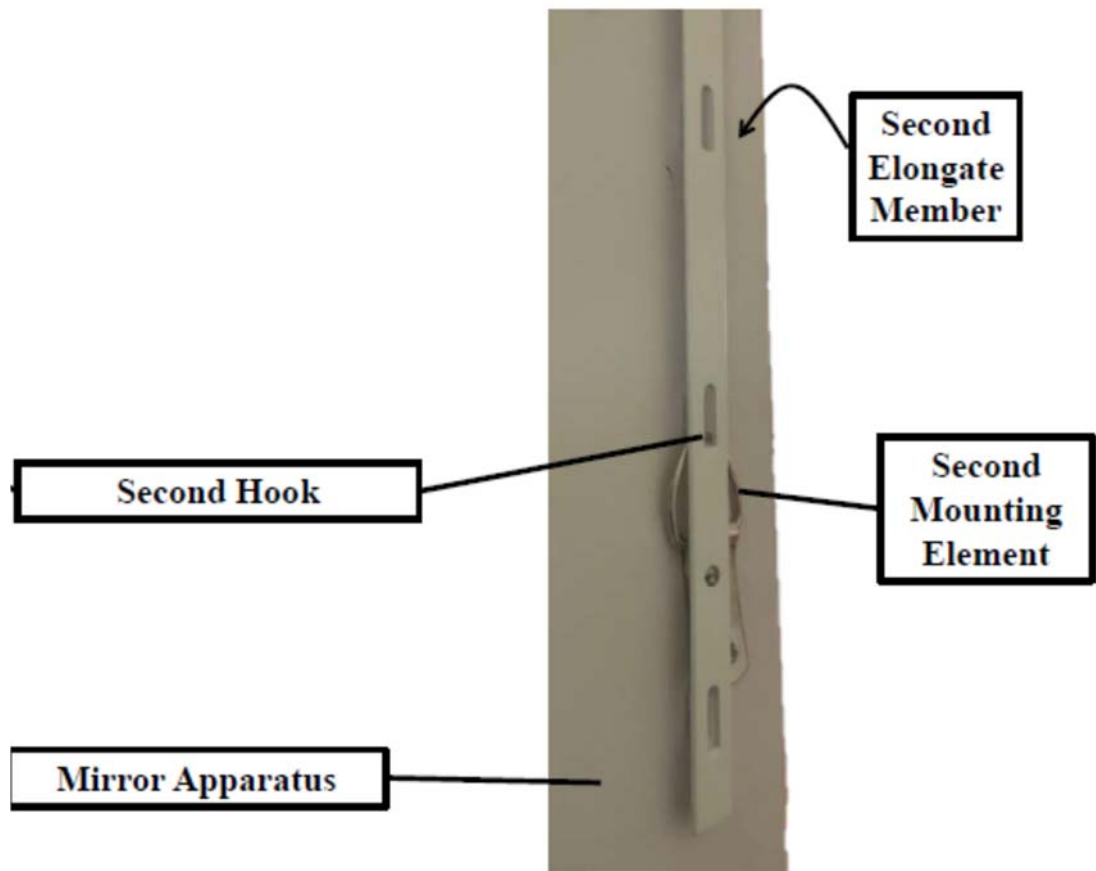 Second
Elongate
Member
Second Hook
Second
Mounting
Element
Mirror Apparatus